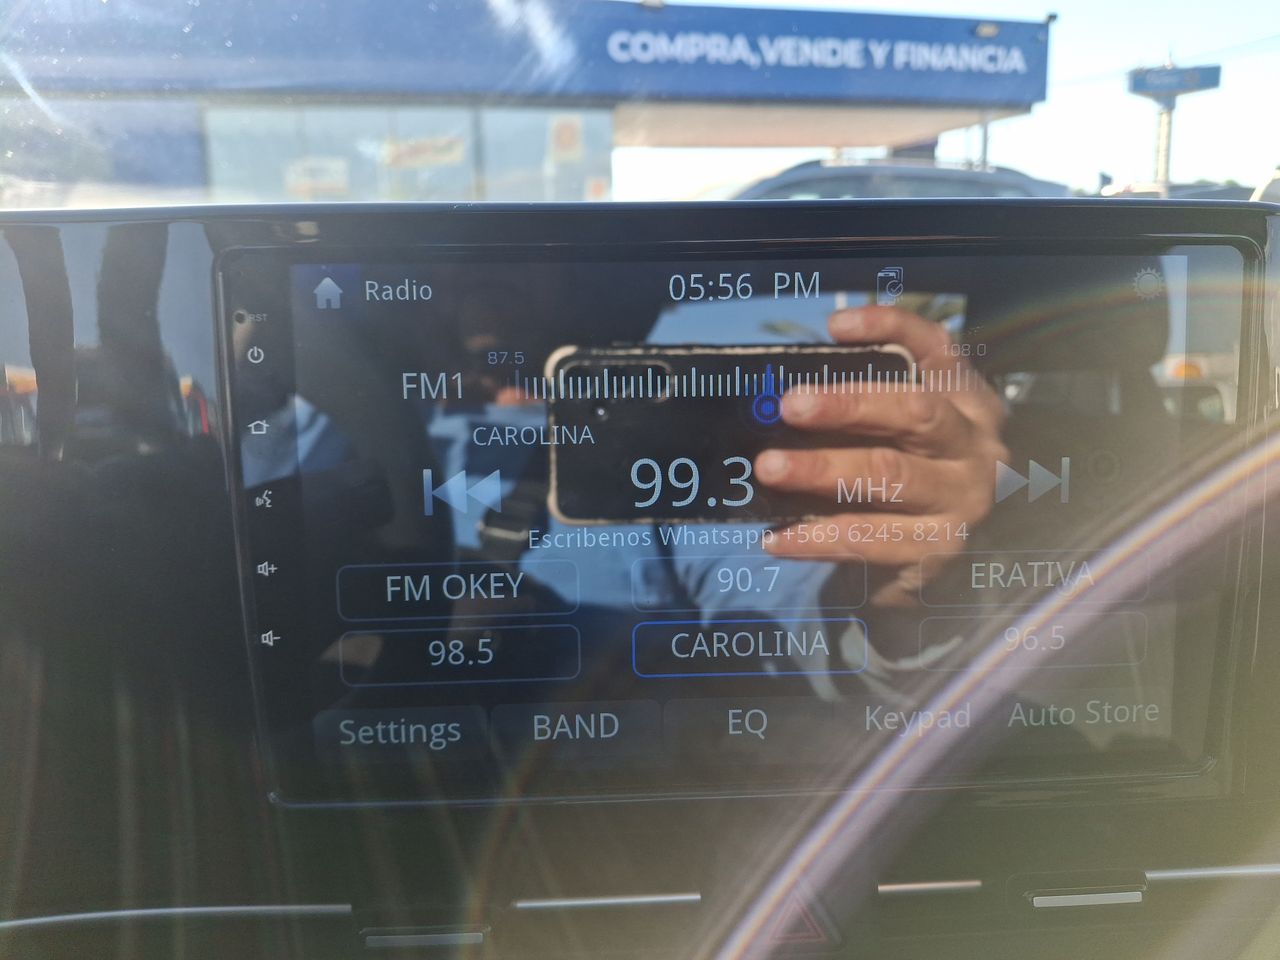 COMPRA, VENDE Y FINANCIA
Radio
05:56 PM
RST
87.5
108.0
FM1
CAROLINA
99.3
MHz
Escribenos Whatsapp +569 6245 8214
FM OKEY
90.7
ERATIVA
98.5
CAROLINA
96.5
Settings
BAND
EQ
Keypad
Auto Store